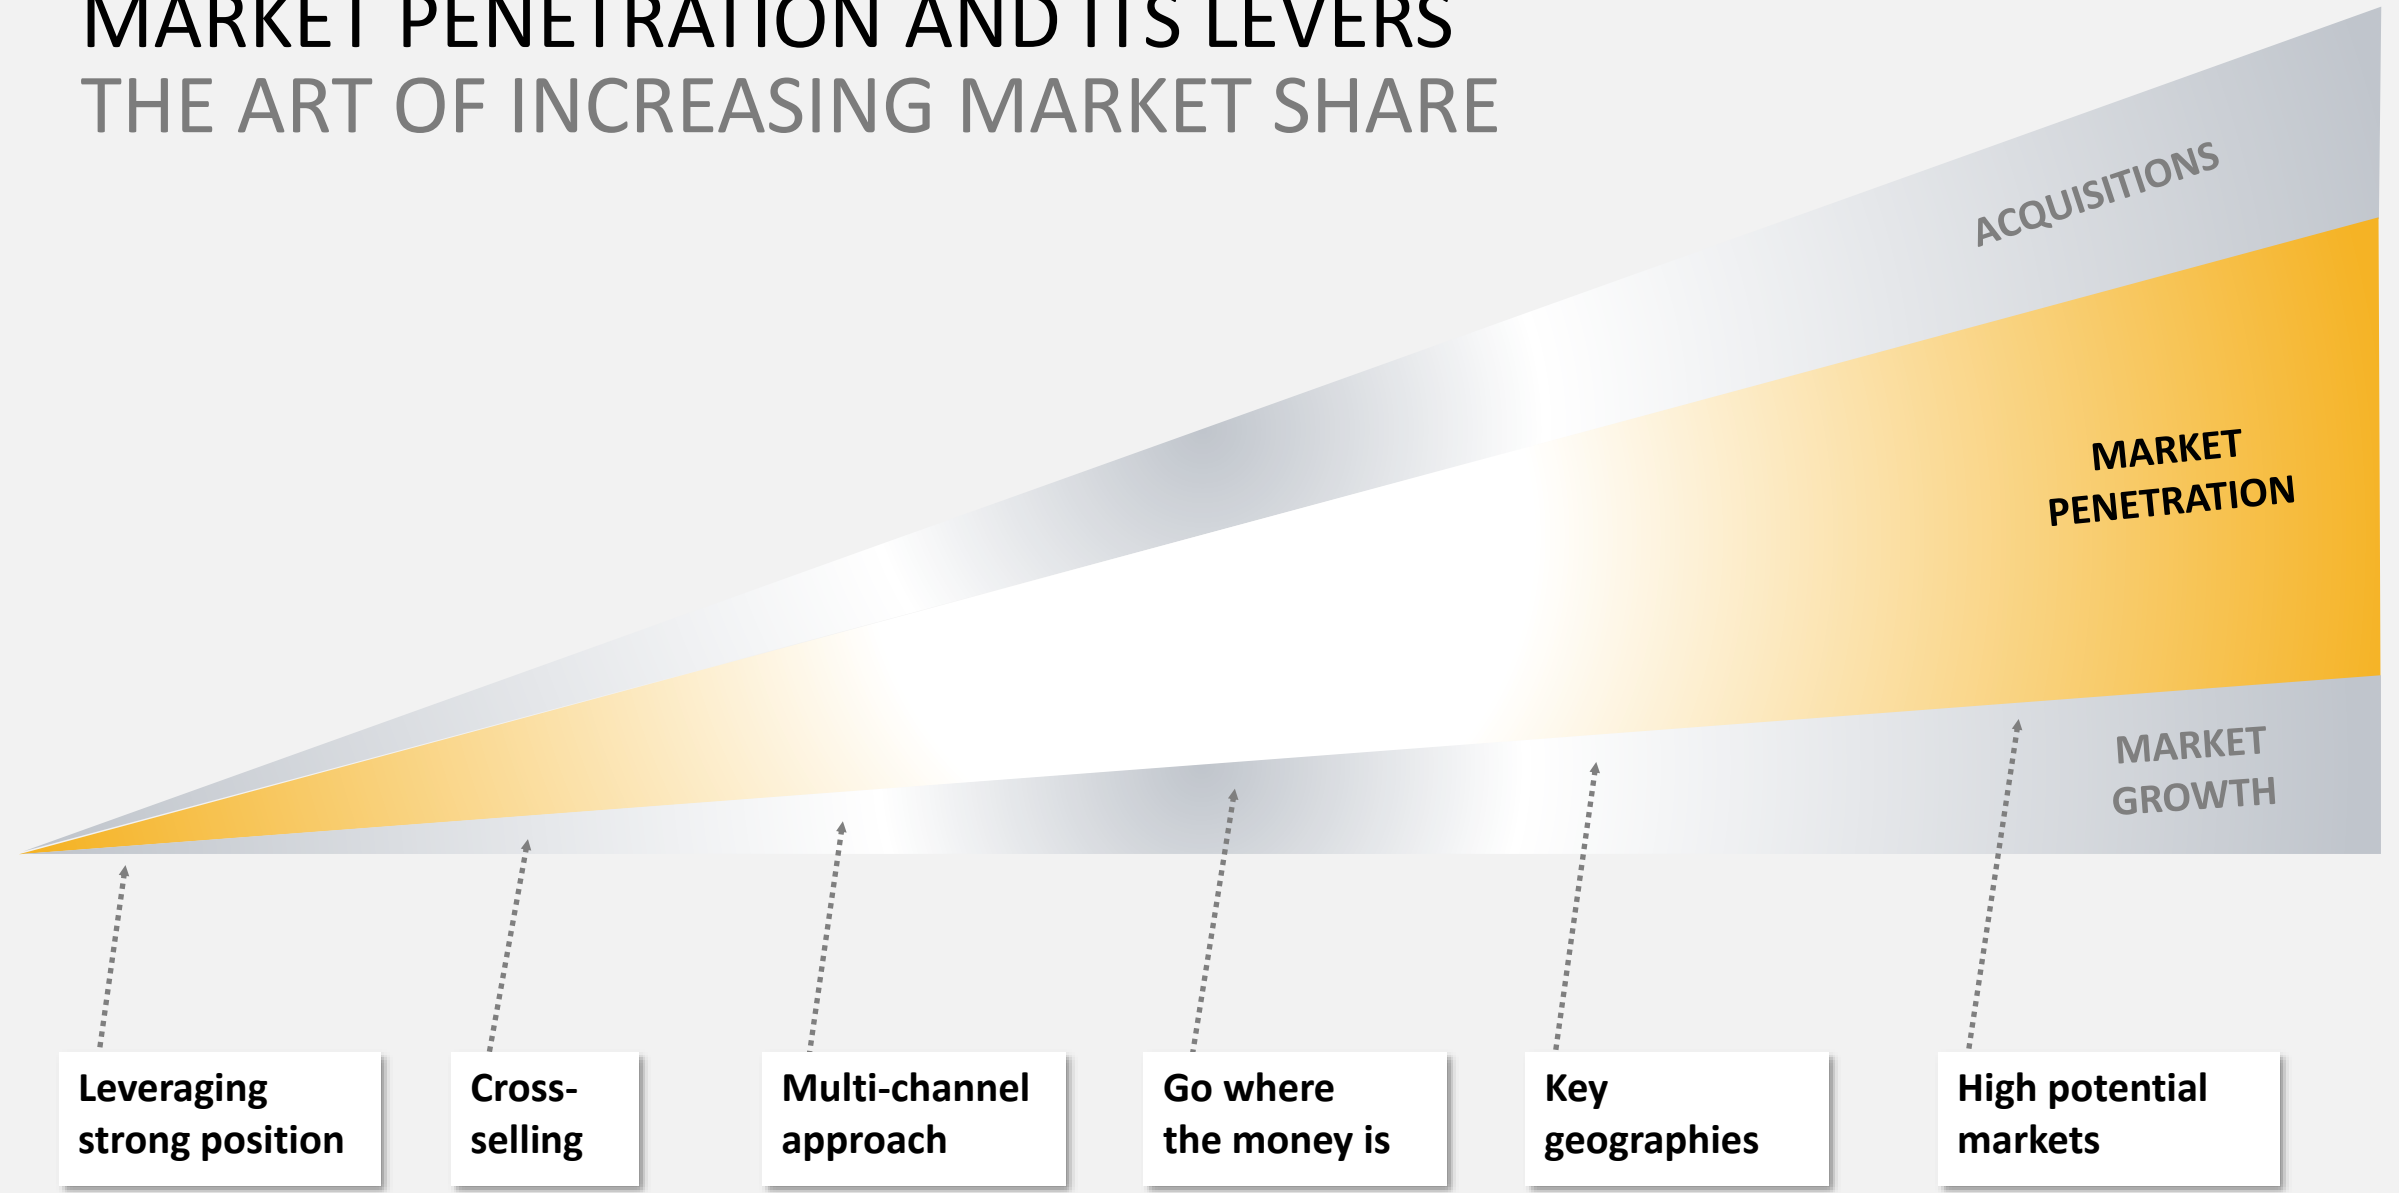 MARKET PENETRATION AND ITS LEVERS
THE ART OF INCREASING MARKET SHARE
ACQUISITIONS
MARKET
PENETRATION
MARKET
GROWTH
Leveraging
strong position
Cross-
selling
Multi-channel
approach
Go where
the money is
Key
geographies
High potential
markets